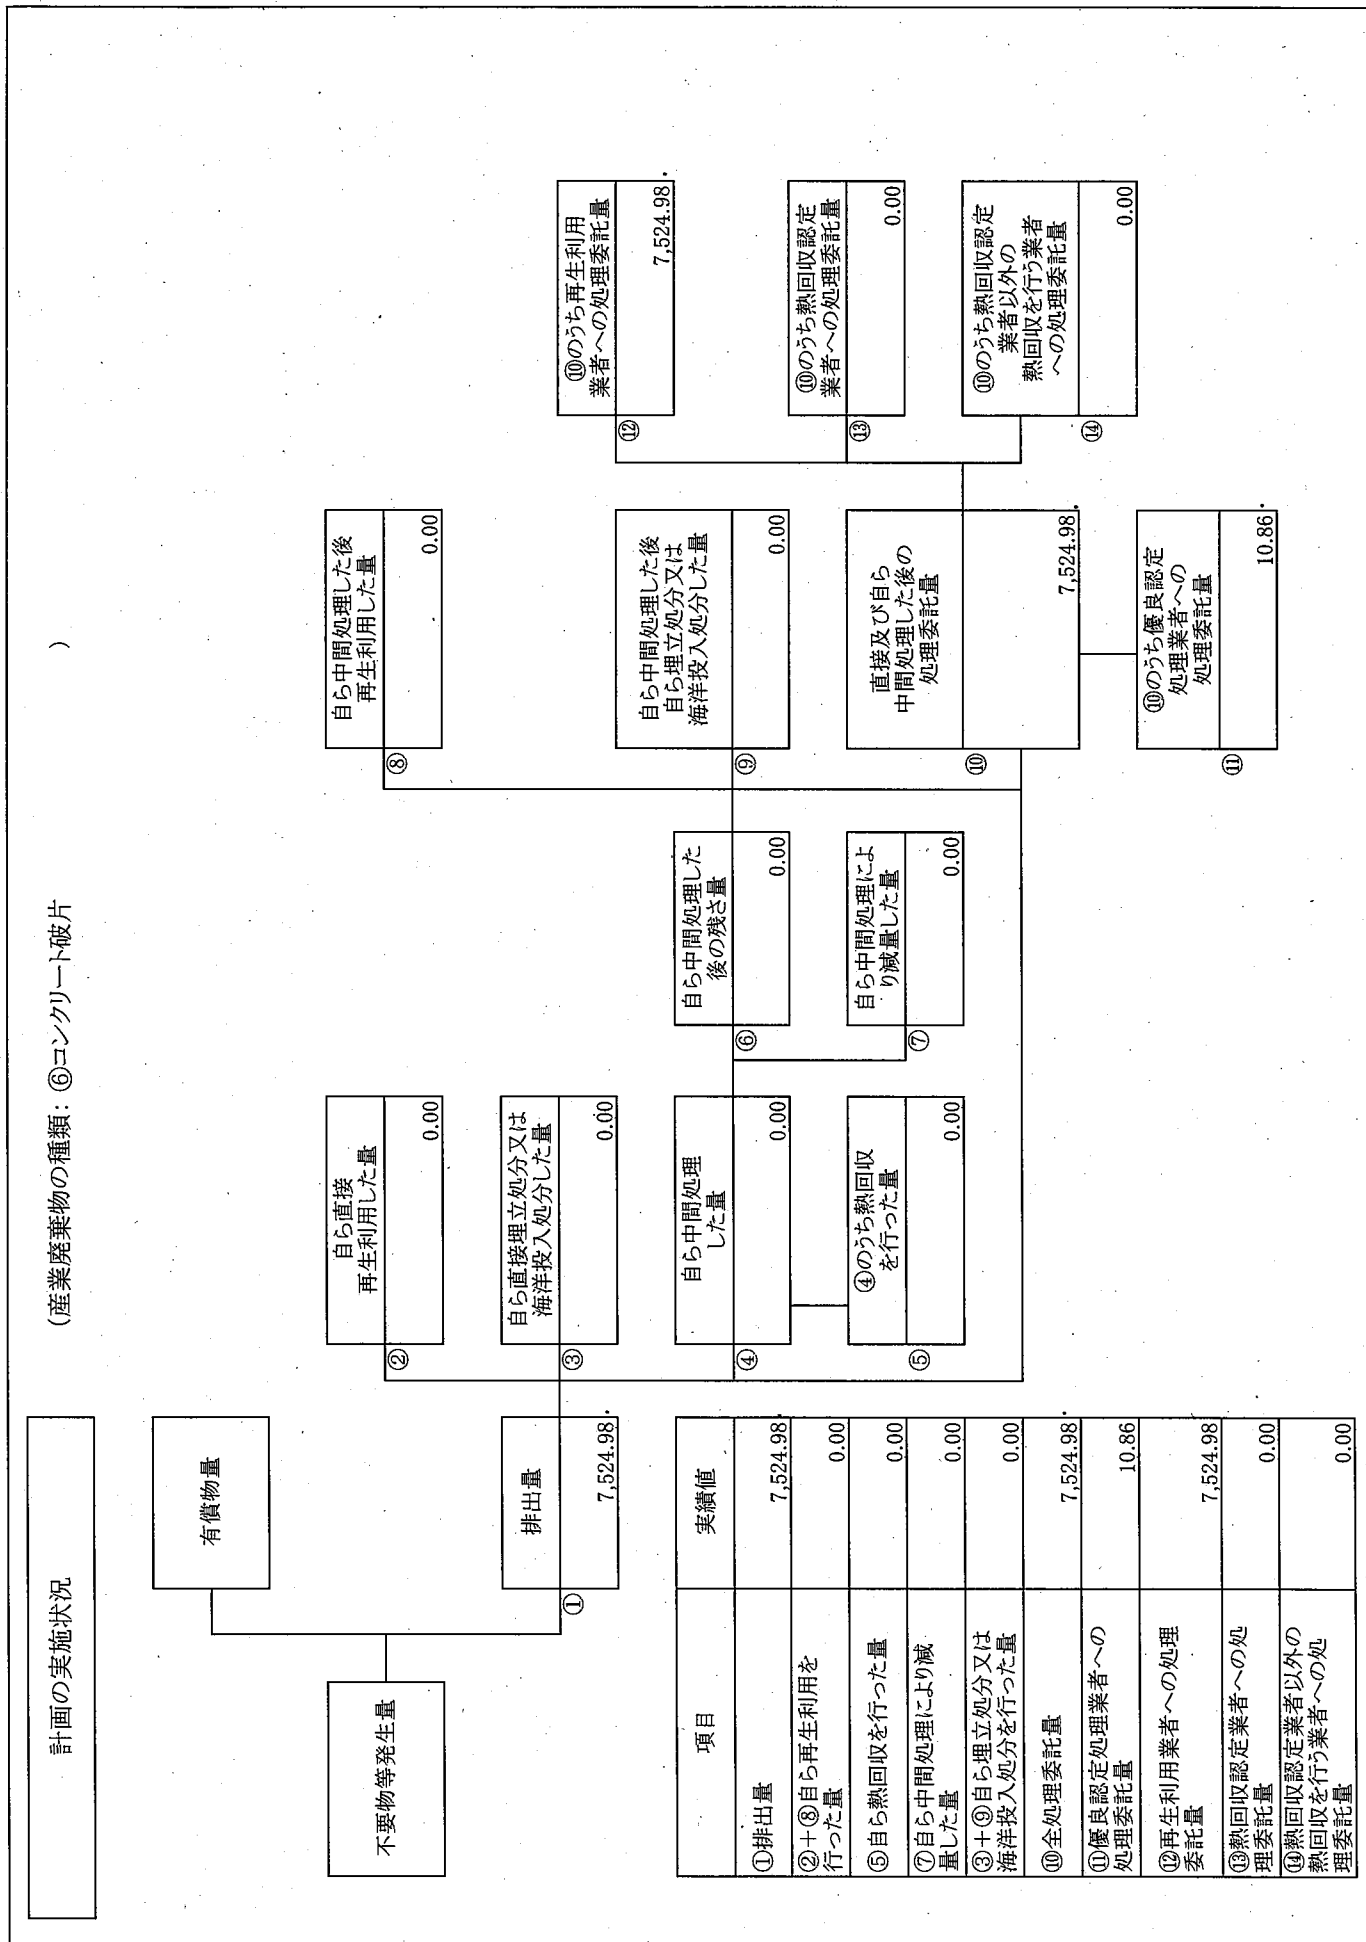 計画の実施状況
(産業廃棄物の種類: ⑥コンクリート破片
)
有償物量
不要物等発生量
排出量
①
7,524.98
自ら直接
再生利用した量
②
0.00
自ら直接埋立処分又は
海洋投入処分した量
③
0.00
自ら中間処理
した量
④
0.00
④のうち熱回収
を行った量
⑤
0.00
自ら中間処理した
後の残さ量
⑥
0.00
自ら中間処理によ
り減量した量
⑦
0.00
自ら中間処理した後
再生利用した量
⑧
0.00
自ら中間処理した後
自ら埋立処分又は
海洋投入処分した量
⑨
0.00
直接及び自ら
中間処理した後の
処理委託量
⑩
7,524.98
⑩のうち優良認定
処理業者への
処理委託量
⑪
10.86
⑩のうち再生利用
業者への処理委託量
⑫
7,524.98
⑩のうち熱回収認定
業者への処理委託量
⑬
0.00
⑩のうち熱回収認定
業者以外の
熱回収を行う業者
への処理委託量
⑭
0.00
項目
実績値
①排出量
7,524.98
②+⑧自ら再生利用を
行った量
0.00
⑤自ら熱回収を行った量
0.00
⑦自ら中間処理により減
量した量
0.00
③+⑨自ら埋立処分又は
海洋投入処分を行った量
0.00
⑩全処理委託量
7,524.98
⑪優良認定処理業者への
処理委託量
10.86
⑫再生利用業者への処理
委託量
7,524.98
⑬熱回収認定業者への処
理委託量
0.00
⑭熱回収認定業者以外の
熱回収を行う業者への処
理委託量
0.00